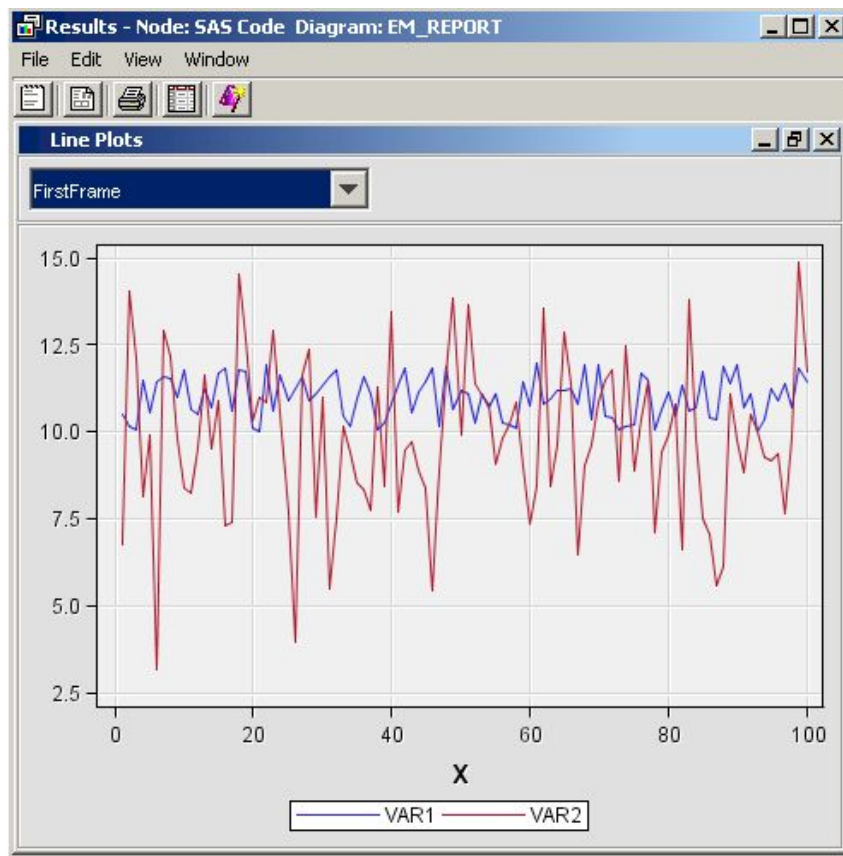 Results - Node: SAS Code Diagram: EM_REPORT
File Edit View Window
Line Plots
FirstFrame
15.0
12.5
10.0
7.5
5.0
2.5
0 20 40 60 80 100
X
VAR1 VAR2